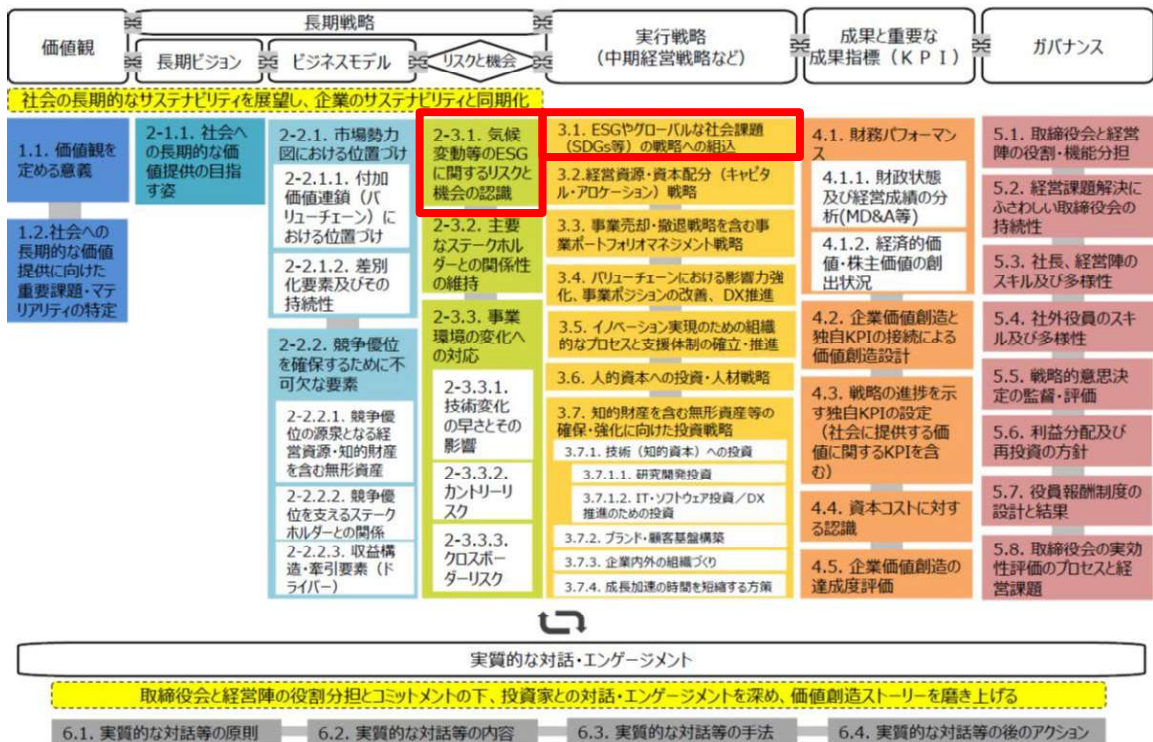 価値観
長期戦略
長期ビジョン
ビジネスモデル
リスクと機会
実行戦略
(中期経営戦略など)
成果と重要な
成果指標(KPI)
ガバナンス
社会の長期的なサステナビリティを展望し、企業のサステナビリティと同期化
1.1. 価値観を
定める意義
1.2.社会への
長期的な価値
提供に向けた
重要課題・マテ
リアリティの特定
2-1.1. 社会へ
の長期的な価
値提供の目指
す姿
2-2.1. 市場勢力
図における位置づけ
2-2.1.1. 付加
価値連鎖(バ
リューチェーン)に
おける位置づけ
2-2.1.2. 差別
化要素及びその
持続性
2-2.2. 競争優位
を確保するために不
可欠な要素
2-2.2.1. 競争優
位の源泉となる経
営資源・知的財産
を含む無形資産
2-2.2.2. 競争優
位を支えるステーク
ホルダーとの関係
2-2.2.3. 収益構
造・牽引要素(ド
ライバー)
2-3.1. 気候
変動等のESG
に関するリスクと
機会の認識
2-3.2. 主要
なステークホル
ダーとの関係性
の維持
2-3.3. 事業
環境の変化へ
の対応
2-3.3.1.
技術変化
の早さとその
影響
2-3.3.2.
カントリーリ
スク
2-3.3.3.
クロスボー
ダーリスク
3.1. ESGやグローバルな社会課題
(SDGs等)の戦略への組込
3.2.経営資源・資本配分(キャピ
タル・アロケーション)戦略
3.3. 事業売却・撤退戦略を含む事
業ポートフォリオマネジメント戦略
3.4. バリューチェーンにおける影響力強
化、事業ポジションの改善、DX推進
3.5. イノベーション実現のための組織
的なプロセスと支援体制の確立・推進
3.6. 人的資本への投資・人材戦略
3.7. 知的財産を含む無形資産等の
確保・強化に向けた投資戦略
3.7.1. 技術(知的資本)への投資
3.7.1.1. 研究開発投資
3.7.1.2. IT・ソフトウェア投資/DX
推進のための投資
3.7.2. ブランド・顧客基盤構築
3.7.3. 企業内外の組織づくり
3.7.4. 成長加速の時間を短縮する方策
4.1. 財務パフォーマン
ス
4.1.1. 財政状態
及び経営成績の分
析(MD&A等)
4.1.2. 経済的価
値・株主価値の創
出状況
4.2. 企業価値創造と
独自KPIの接続による
価値創造設計
4.3. 戦略の進捗を示
す独自KPIの設定
(社会に提供する価
値に関するKPIを含
む)
4.4. 資本コストに対す
る認識
4.5. 企業価値創造の
達成度評価
5.1. 取締役会と経営
陣の役割・機能分担
5.2. 経営課題解決に
ふさわしい取締役会の
持続性
5.3. 社長、経営陣の
スキル及び多様性
5.4. 社外役員のスキ
ル及び多様性
5.5. 戦略的意思決
定の監督・評価
5.6. 利益分配及び
再投資の方針
5.7. 役員報酬制度の
設計と結果
5.8. 取締役会の実効
性評価のプロセスと経
営課題
実質的な対話・エンゲージメント
取締役会と経営陣の役割分担とコミットメントの下、投資家との対話・エンゲージメントを深め、価値創造ストーリーを磨き上げる
6.1. 実質的な対話等の原則
6.2. 実質的な対話等の内容
6.3. 実質的な対話等の手法
6.4. 実質的な対話等の後のアクション